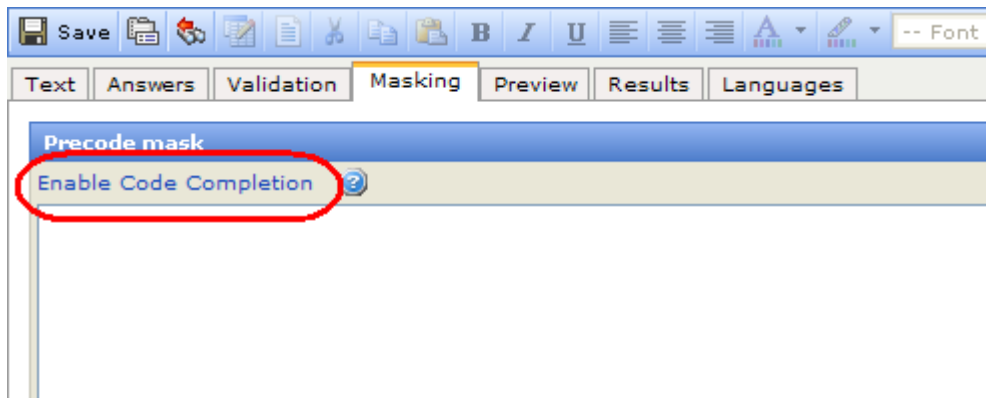 Save B I U A -- Font
Text Answers Validation Masking Preview Results Languages
Precode mask
Enable Code Completion ?